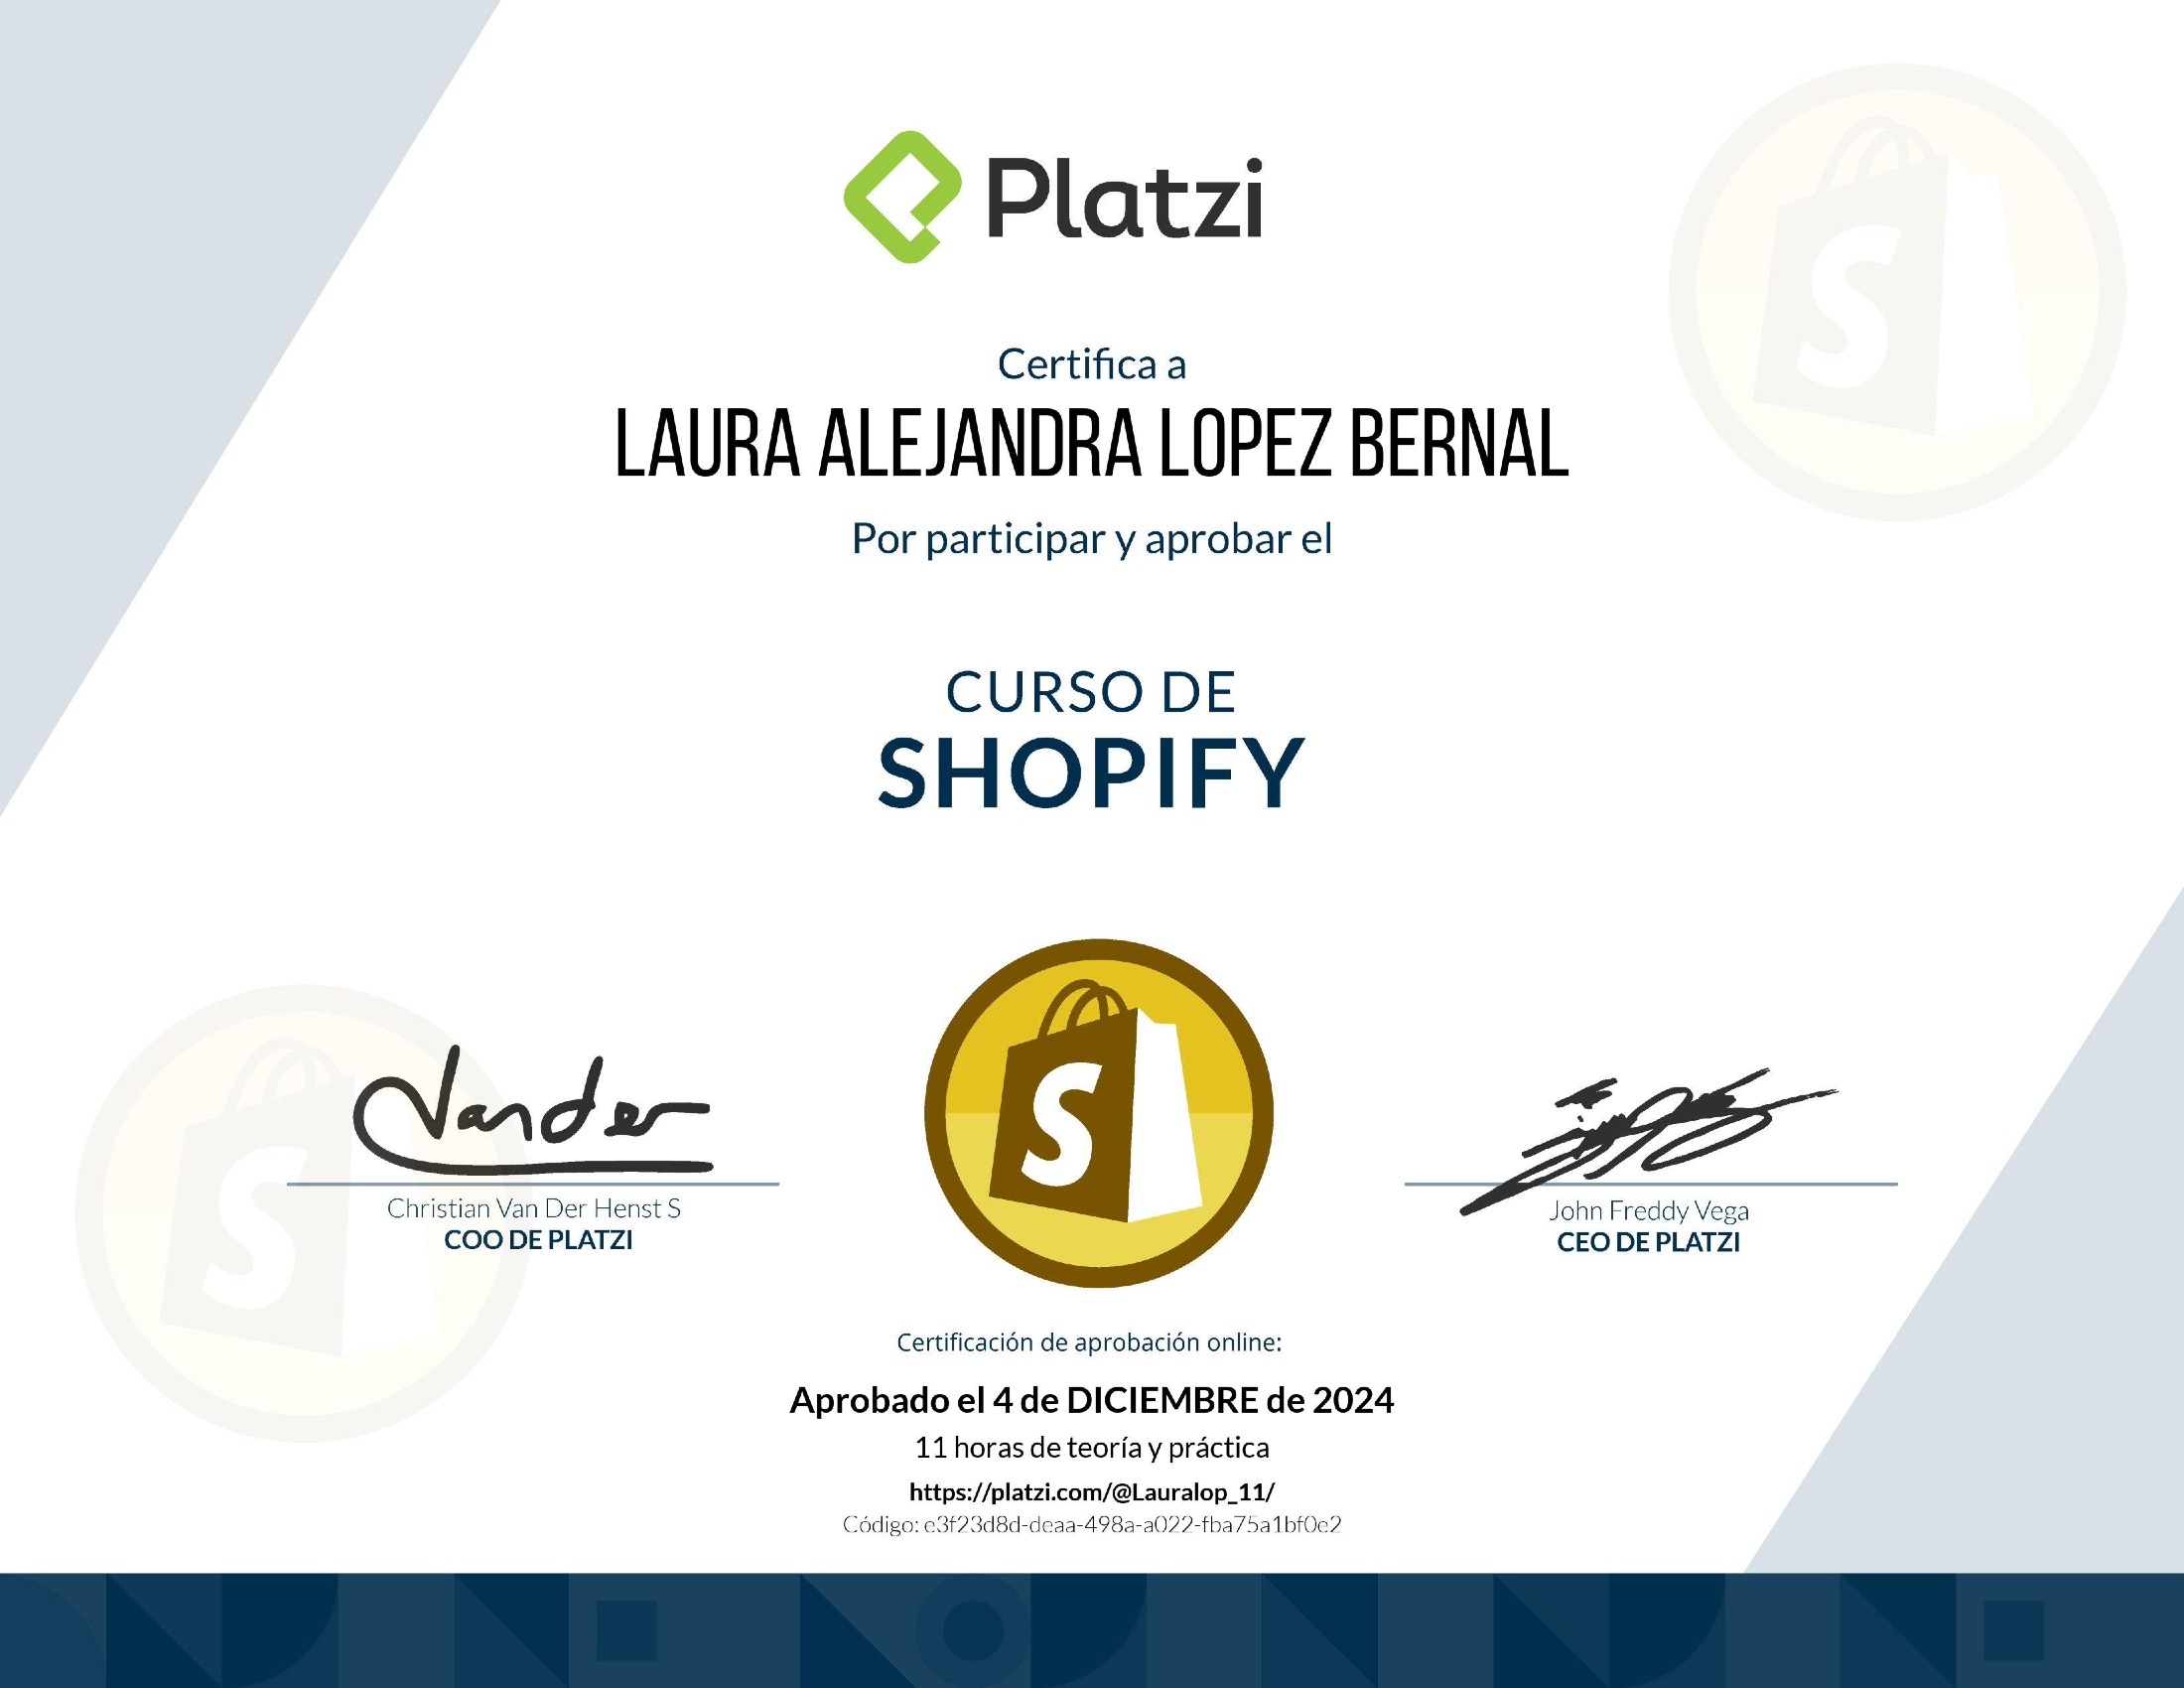 Platzi
Certifica a
LAURA ALEJANDRA LOPEZ BERNAL
Por participar y aprobar el
CURSO DE
SHOPIFY
Vander
Christian Van Der Henst S
COO DE PLATZI
John Freddy Vega
CEO DE PLATZI
Certificación de aprobación online:
Aprobado el 4 de DICIEMBRE de 2024
11 horas de teoría y práctica
https://platzi.com/@Lauralop_11/
Código: e3f23d8d-deaa-498a-a022-fba75a1bf0e2